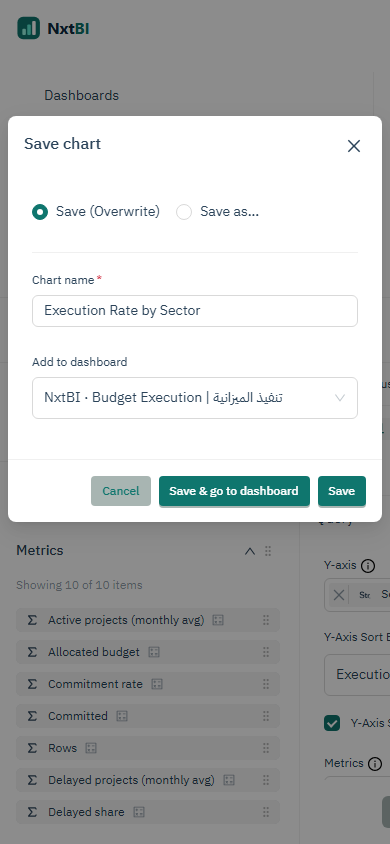 NxtBI
Dashboards
Save chart
Save (Overwrite)
Save as...
Chart name *
Execution Rate by Sector
Add to dashboard
NxtBI · Budget Execution | تنفيذ الميزانية
Cancel
Save & go to dashboard
Save
Metrics
Showing 10 of 10 items
Σ Active projects (monthly avg)
Σ Allocated budget
Σ Commitment rate
Σ Committed
Σ Rows
Σ Delayed projects (monthly avg)
Σ Delayed share
Query
Y-axis
Str
Y-Axis Sort
Executio
Y-Axis
Metrics